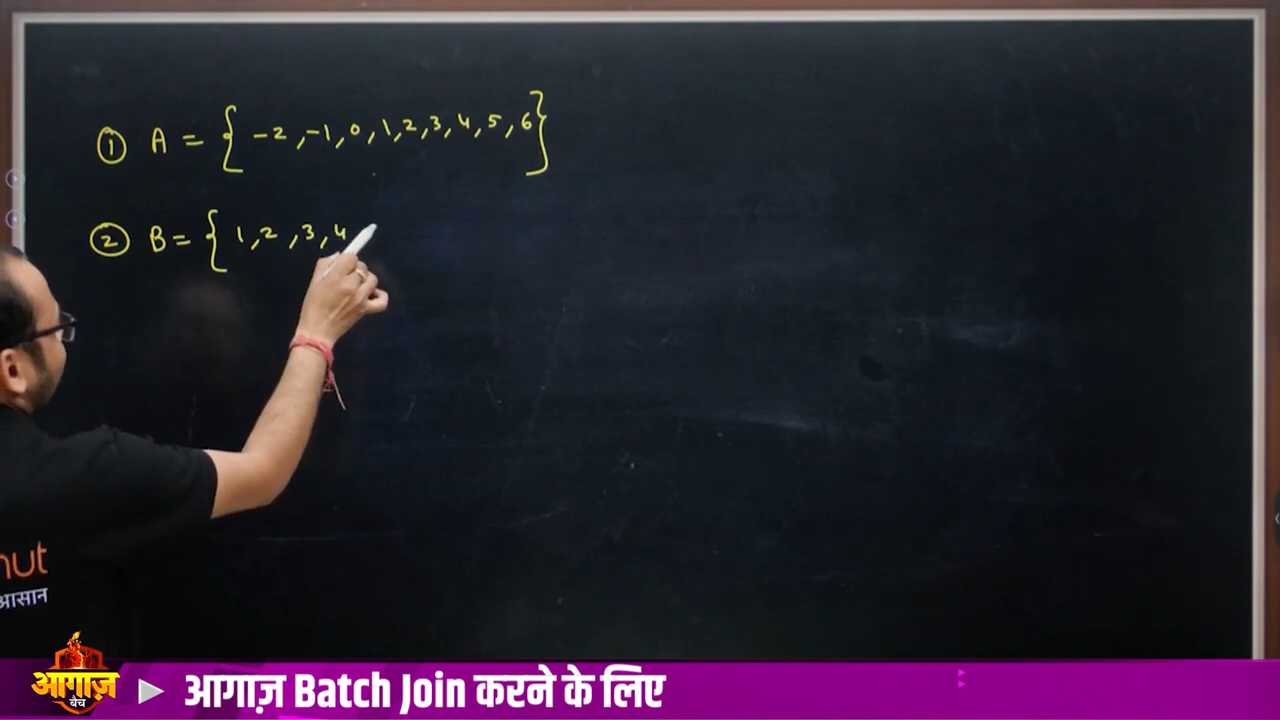 ① A = { -2, -1, 0, 1, 2, 3, 4, 5, 6 }
② B = { 1, 2, 3, 4
nut
आसान
आगाज़
बैच
आगाज़ Batch Join करने के लिए